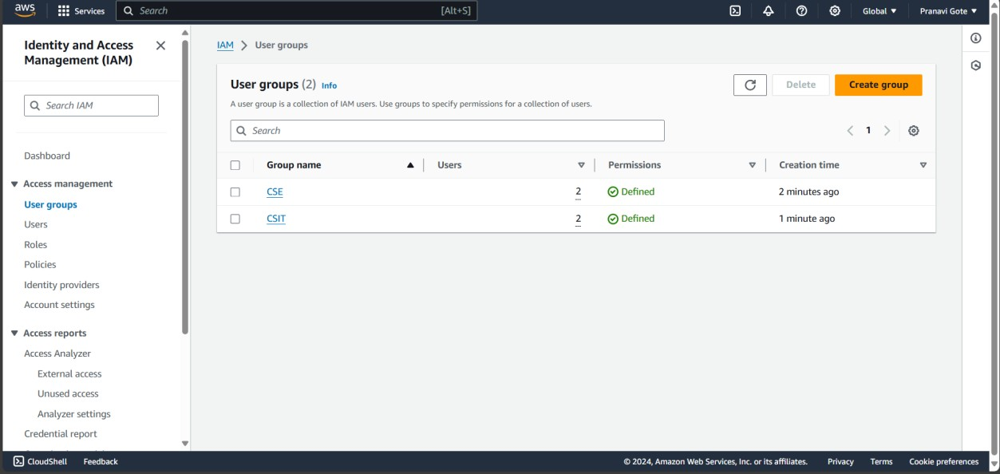 aws Services Search [Alt+S] Global Pranavi Gote
Identity and Access
Management (IAM)
Search IAM
Dashboard
Access management
User groups
Users
Roles
Policies
Identity providers
Account settings
Access reports
Access Analyzer
External access
Unused access
Analyzer settings
Credential report
IAM User groups
User groups (2) Info
Delete Create group
A user group is a collection of IAM users. Use groups to specify permissions for a collection of users.
Search
1
Group name Users Permissions Creation time
CSE 2 Defined 2 minutes ago
CSIT 2 Defined 1 minute ago
CloudShell Feedback © 2024, Amazon Web Services, Inc. or its affiliates. Privacy Terms Cookie preferences